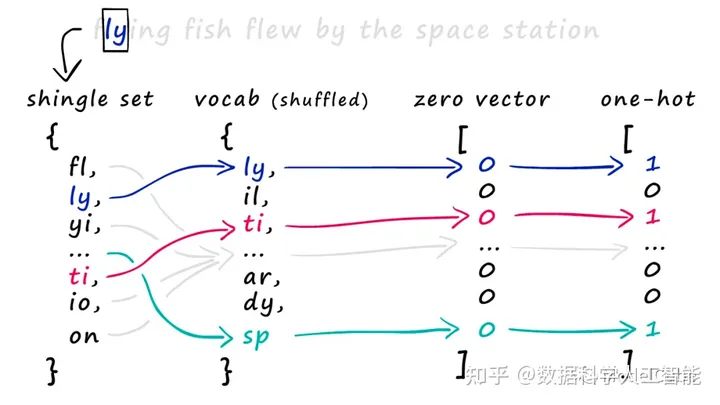 flying fish flew by the space station
shingle set vocab (shuffled) zero vector one-hot
{ { [ [
fl, ly, 0 1
ly, il, 0 0
yi, ti, 0 1
... ... ... ...
ti, ar, 0 0
io, dy, 0 0
on sp 0 1
} } ] ]
知乎 @数据科学人工智能